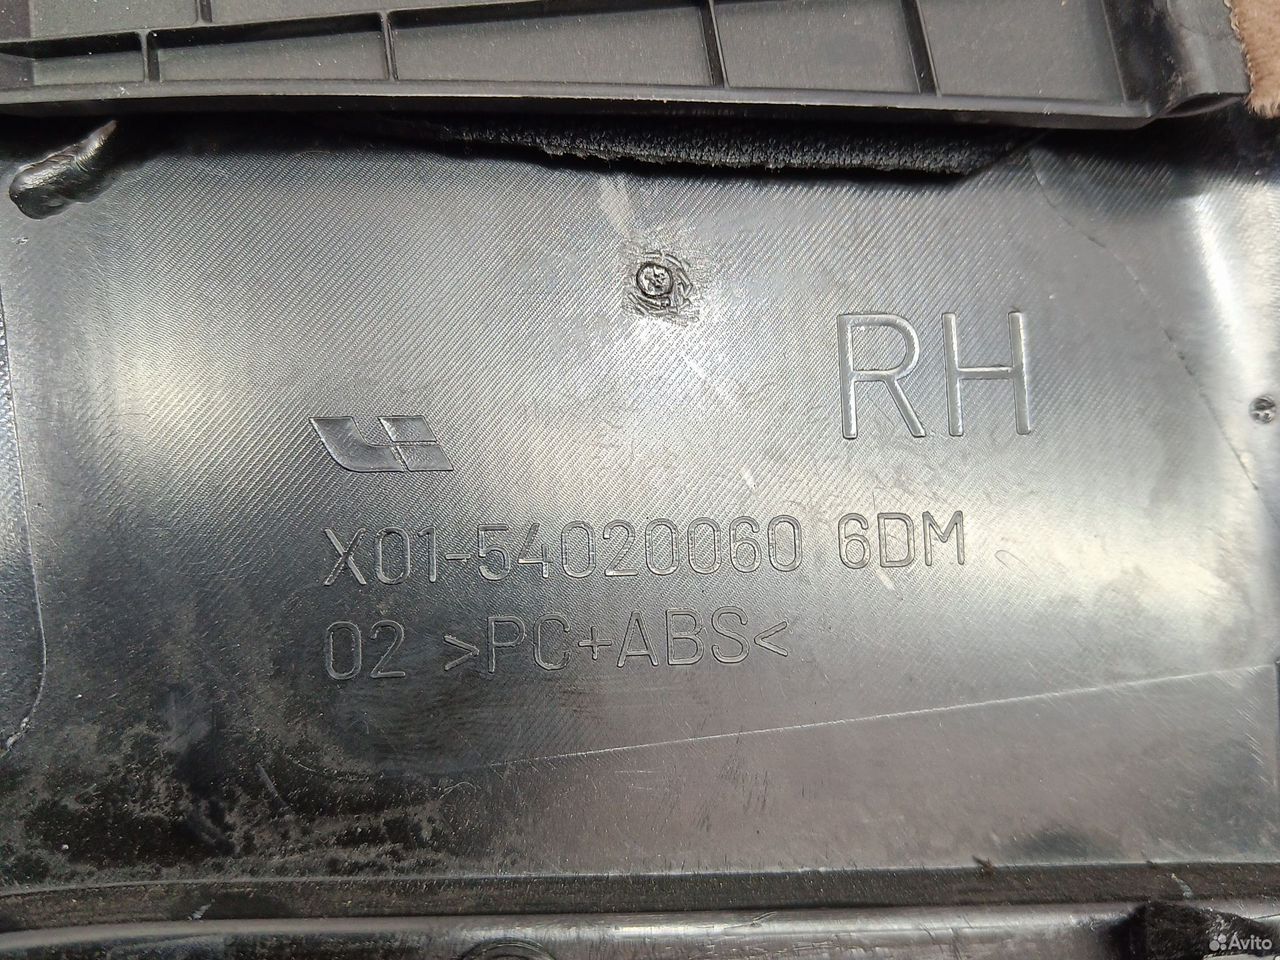 RH
X01-54020060 6DM
02 >PC+ABS<
Avito